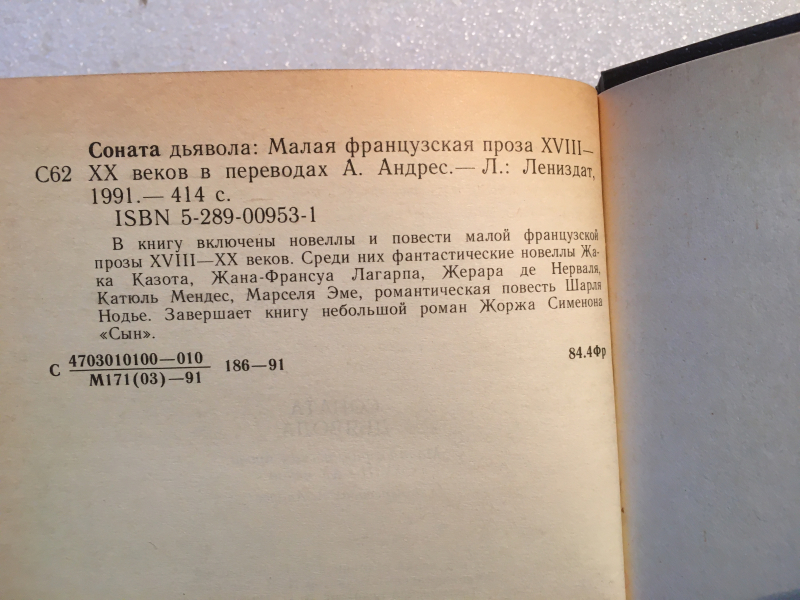 Соната дьявола: Малая французская проза XVIII—
С62 XX веков в переводах А. Андрес.— Л.: Лениздат,
1991.— 414 с.
ISBN 5-289-00953-1
В книгу включены новеллы и повести малой французской
прозы XVIII—XX веков. Среди них фантастические новеллы Жа-
ка Казота, Жана-Франсуа Лагарпа, Жерара де Нерваля,
Катюль Мендес, Марселя Эме, романтическая повесть Шарля
Нодье. Завершает книгу небольшой роман Жоржа Сименона
«Сын».
С 4703010100—010 186—91 84.4Фр
М171(03)—91